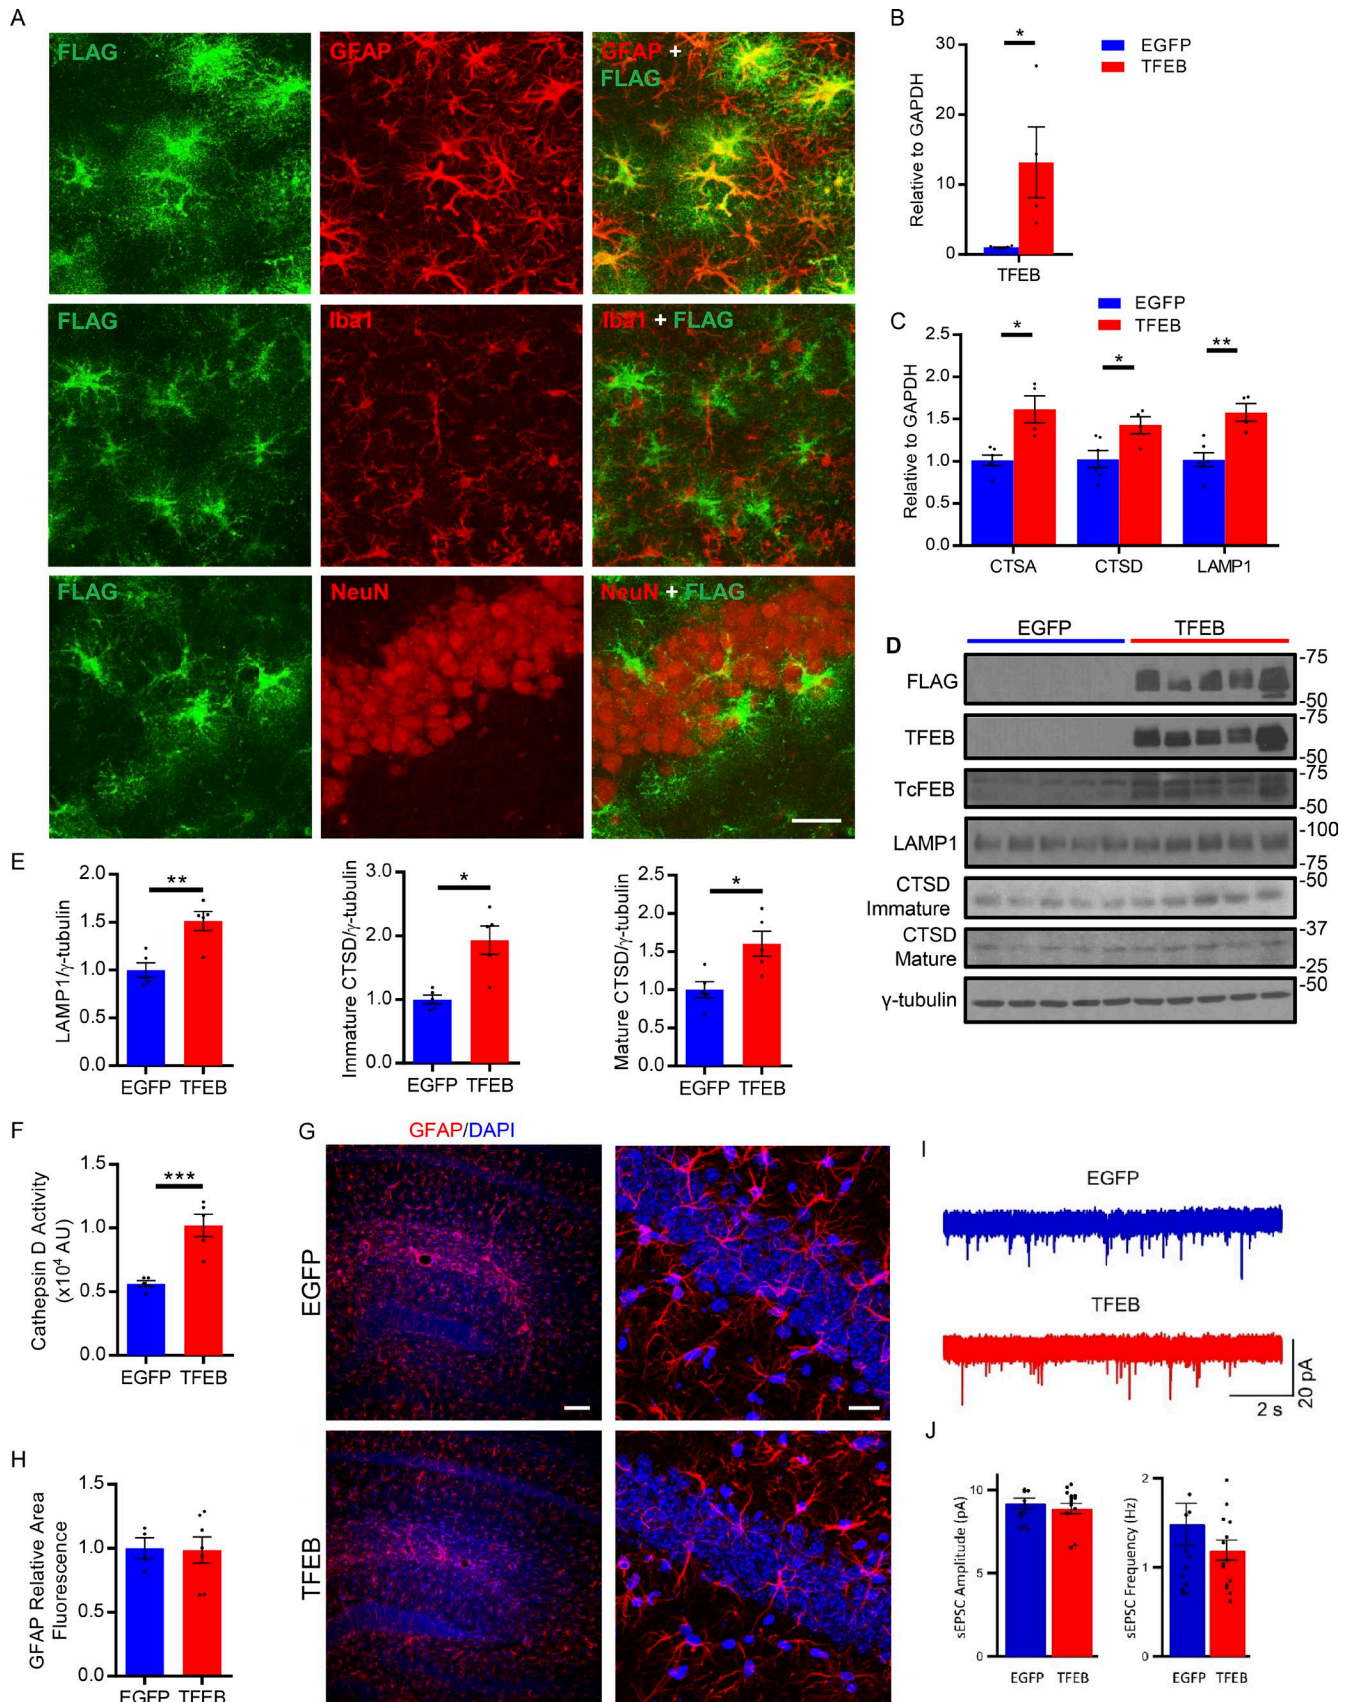 A
FLAG
GFAP
GFAP +
FLAG
FLAG
Iba1
Iba1 + FLAG
FLAG
NeuN
NeuN + FLAG
B
30
20
10
0
Relative to GAPDH
*
EGFP
TFEB
TFEB
C
EGFP
TFEB
2.5
2.0
1.5
1.0
0.5
0.0
Relative to GAPDH
*
*
**
CTSA
CTSD
LAMP1
D
EGFP
TFEB
FLAG
-75
-50
TFEB
-75
-50
TcFEB
-75
-50
LAMP1
-100
-75
CTSD
Immature
-50
CTSD
Mature
-37
-25
γ-tubulin
-50
E
LAMP1/γ-tubulin
2.0
1.5
1.0
0.5
0.0
**
EGFP TFEB
Immature CTSD/γ-tubulin
3.0
2.0
1.0
0.0
*
EGFP TFEB
Mature CTSD/γ-tubulin
2.5
2.0
1.5
1.0
0.5
0.0
*
EGFP TFEB
F
Cathepsin D Activity
(x10⁴ AU)
1.5
1.0
0.5
0.0
***
EGFP TFEB
G
GFAP/DAPI
EGFP
TFEB
H
GFAP Relative Area
Fluorescence
1.5
1.0
0.5
0.0
EGFP TFEB
I
EGFP
TFEB
20 pA
2 s
J
sEPSC Amplitude (pA)
10
5
0
EGFP TFEB
sEPSC Frequency (Hz)
2
1
0
EGFP TFEB